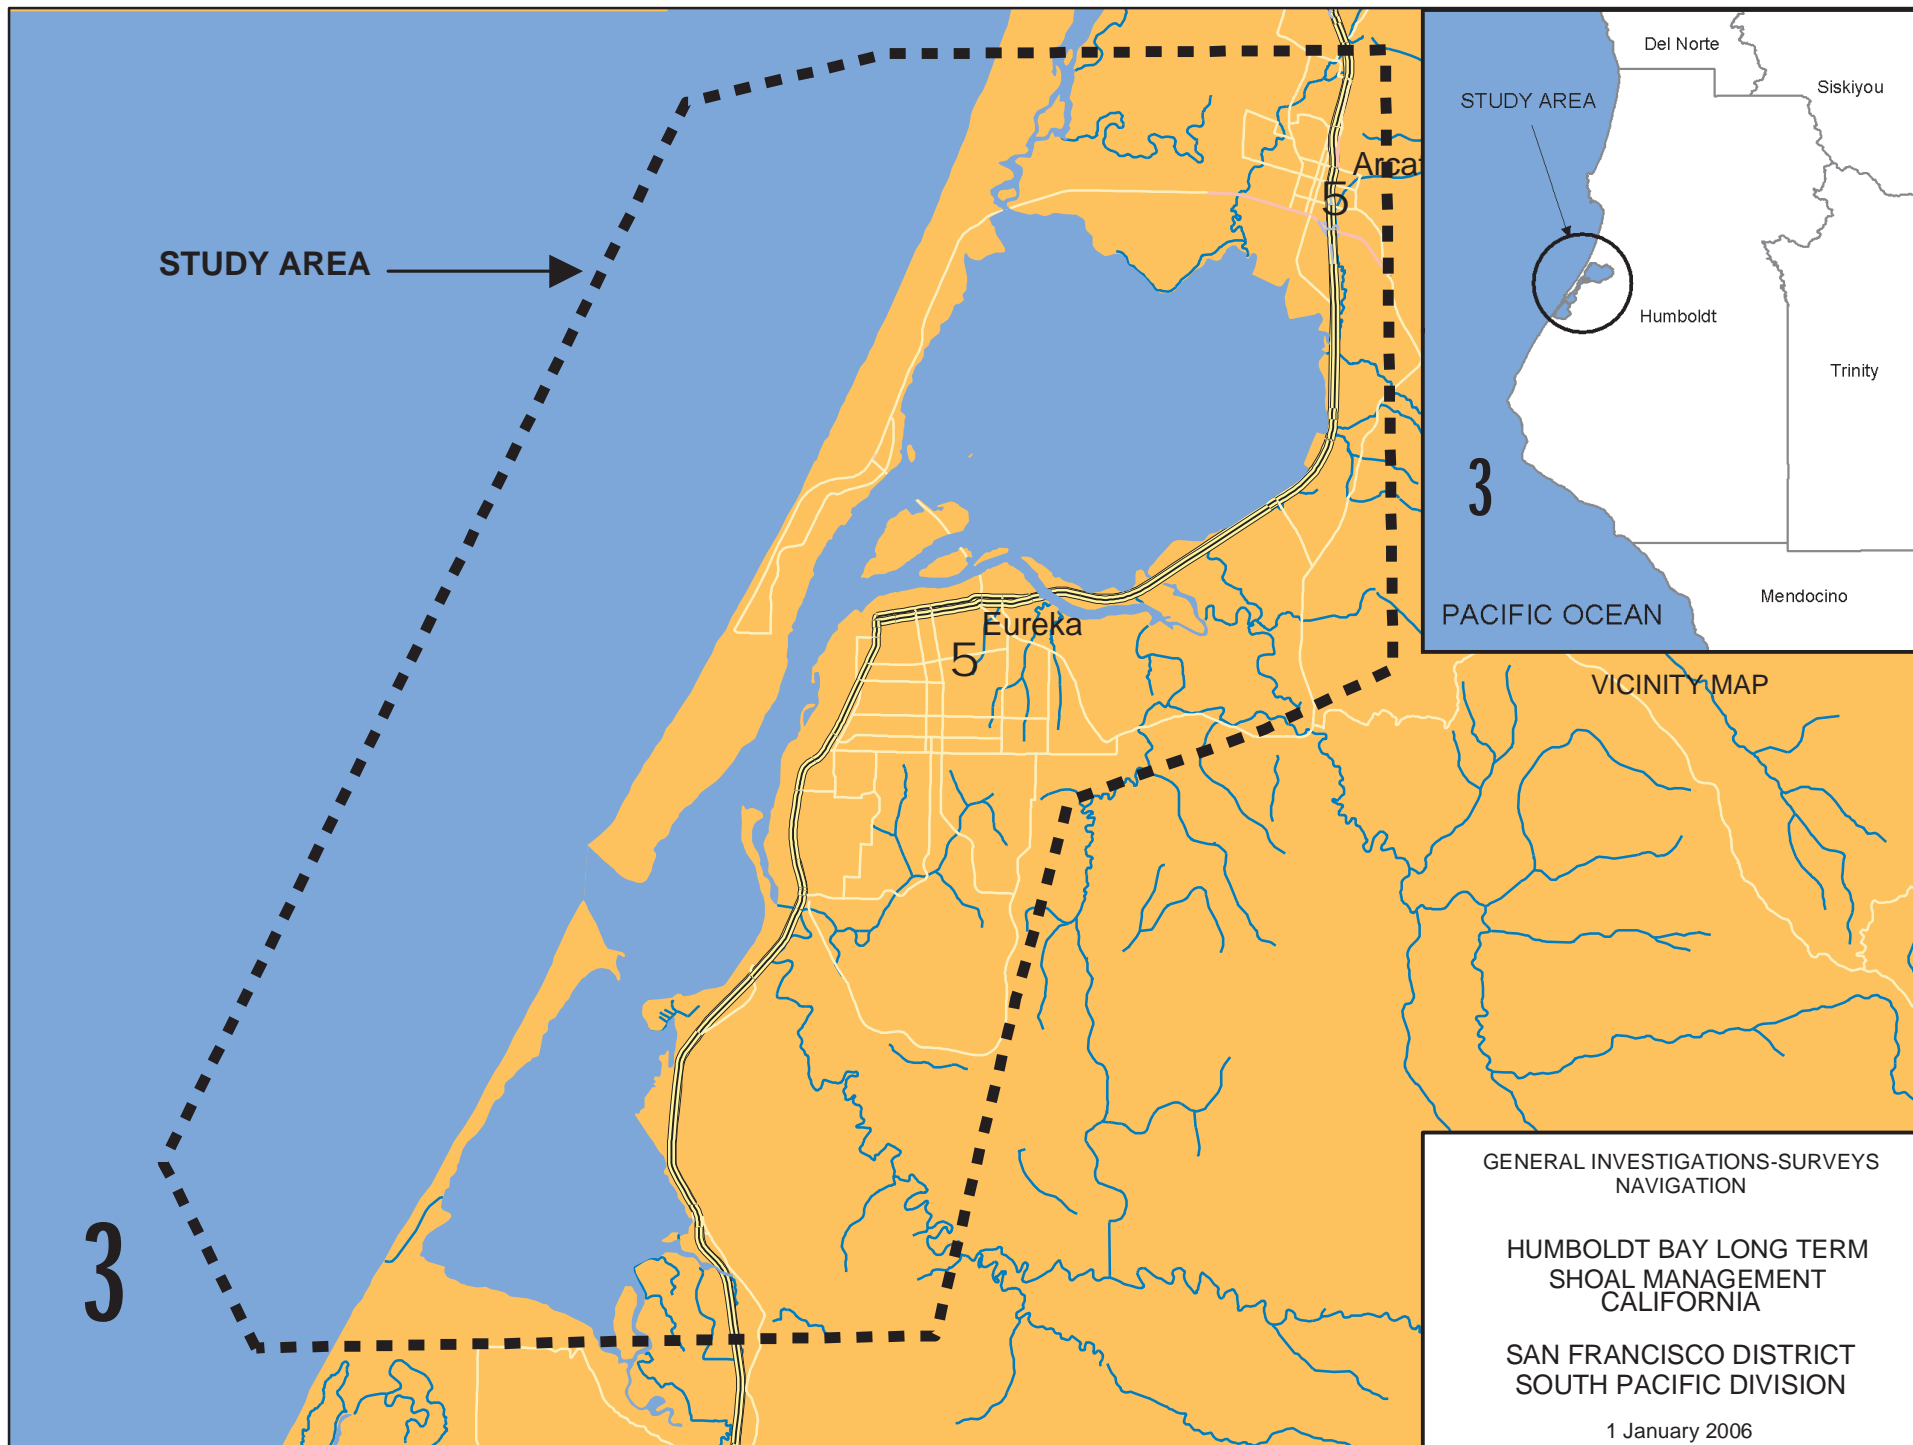 STUDY AREA
Arcat
5
Eureka
5
3
Del Norte
Siskiyou
STUDY AREA
Humboldt
Trinity
3
Mendocino
PACIFIC OCEAN
VICINITY MAP
GENERAL INVESTIGATIONS-SURVEYS
NAVIGATION
HUMBOLDT BAY LONG TERM
SHOAL MANAGEMENT
CALIFORNIA
SAN FRANCISCO DISTRICT
SOUTH PACIFIC DIVISION
1 January 2006